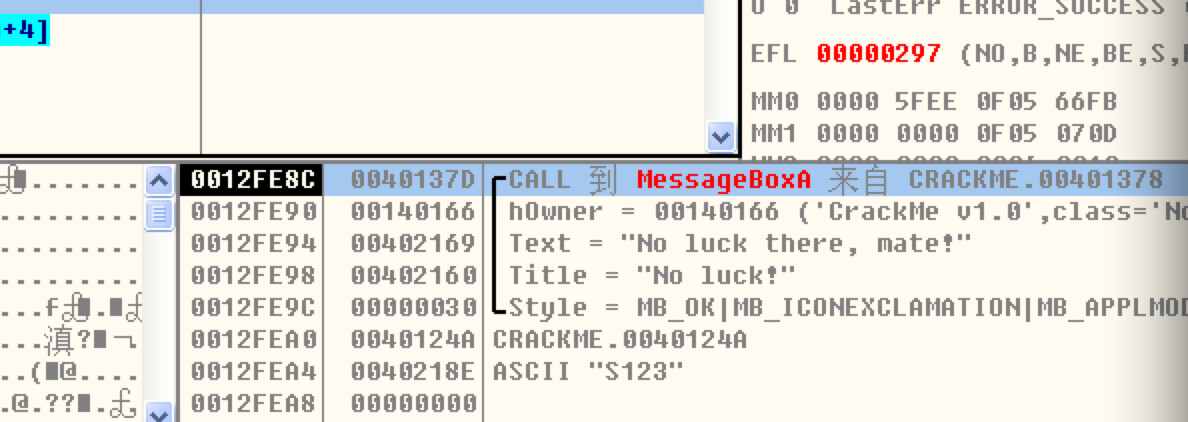 +4]
0 0 LastErr ERROR_SUCCESS
EFL 00000297 (NO,B,NE,BE,S,
MM0 0000 5FEE 0F05 66FB
MM1 0000 0000 0F05 070D
0012FE8C 0040137D CALL 到 MessageBoxA 来自 CRACKME.00401378
0012FE90 00140166 hOwner = 00140166 ('CrackMe v1.0',class='No
0012FE94 00402169 Text = "No luck there, mate!"
0012FE98 00402160 Title = "No luck!"
...f 0012FE9C 00000030 Style = MB_OK|MB_ICONEXCLAMATION|MB_APPLMOD
...滇?■¬ 0012FEA0 0040124A CRACKME.0040124A
..(■@.... 0012FEA4 0040218E ASCII "S123"
.@.??■. 0012FEA8 00000000